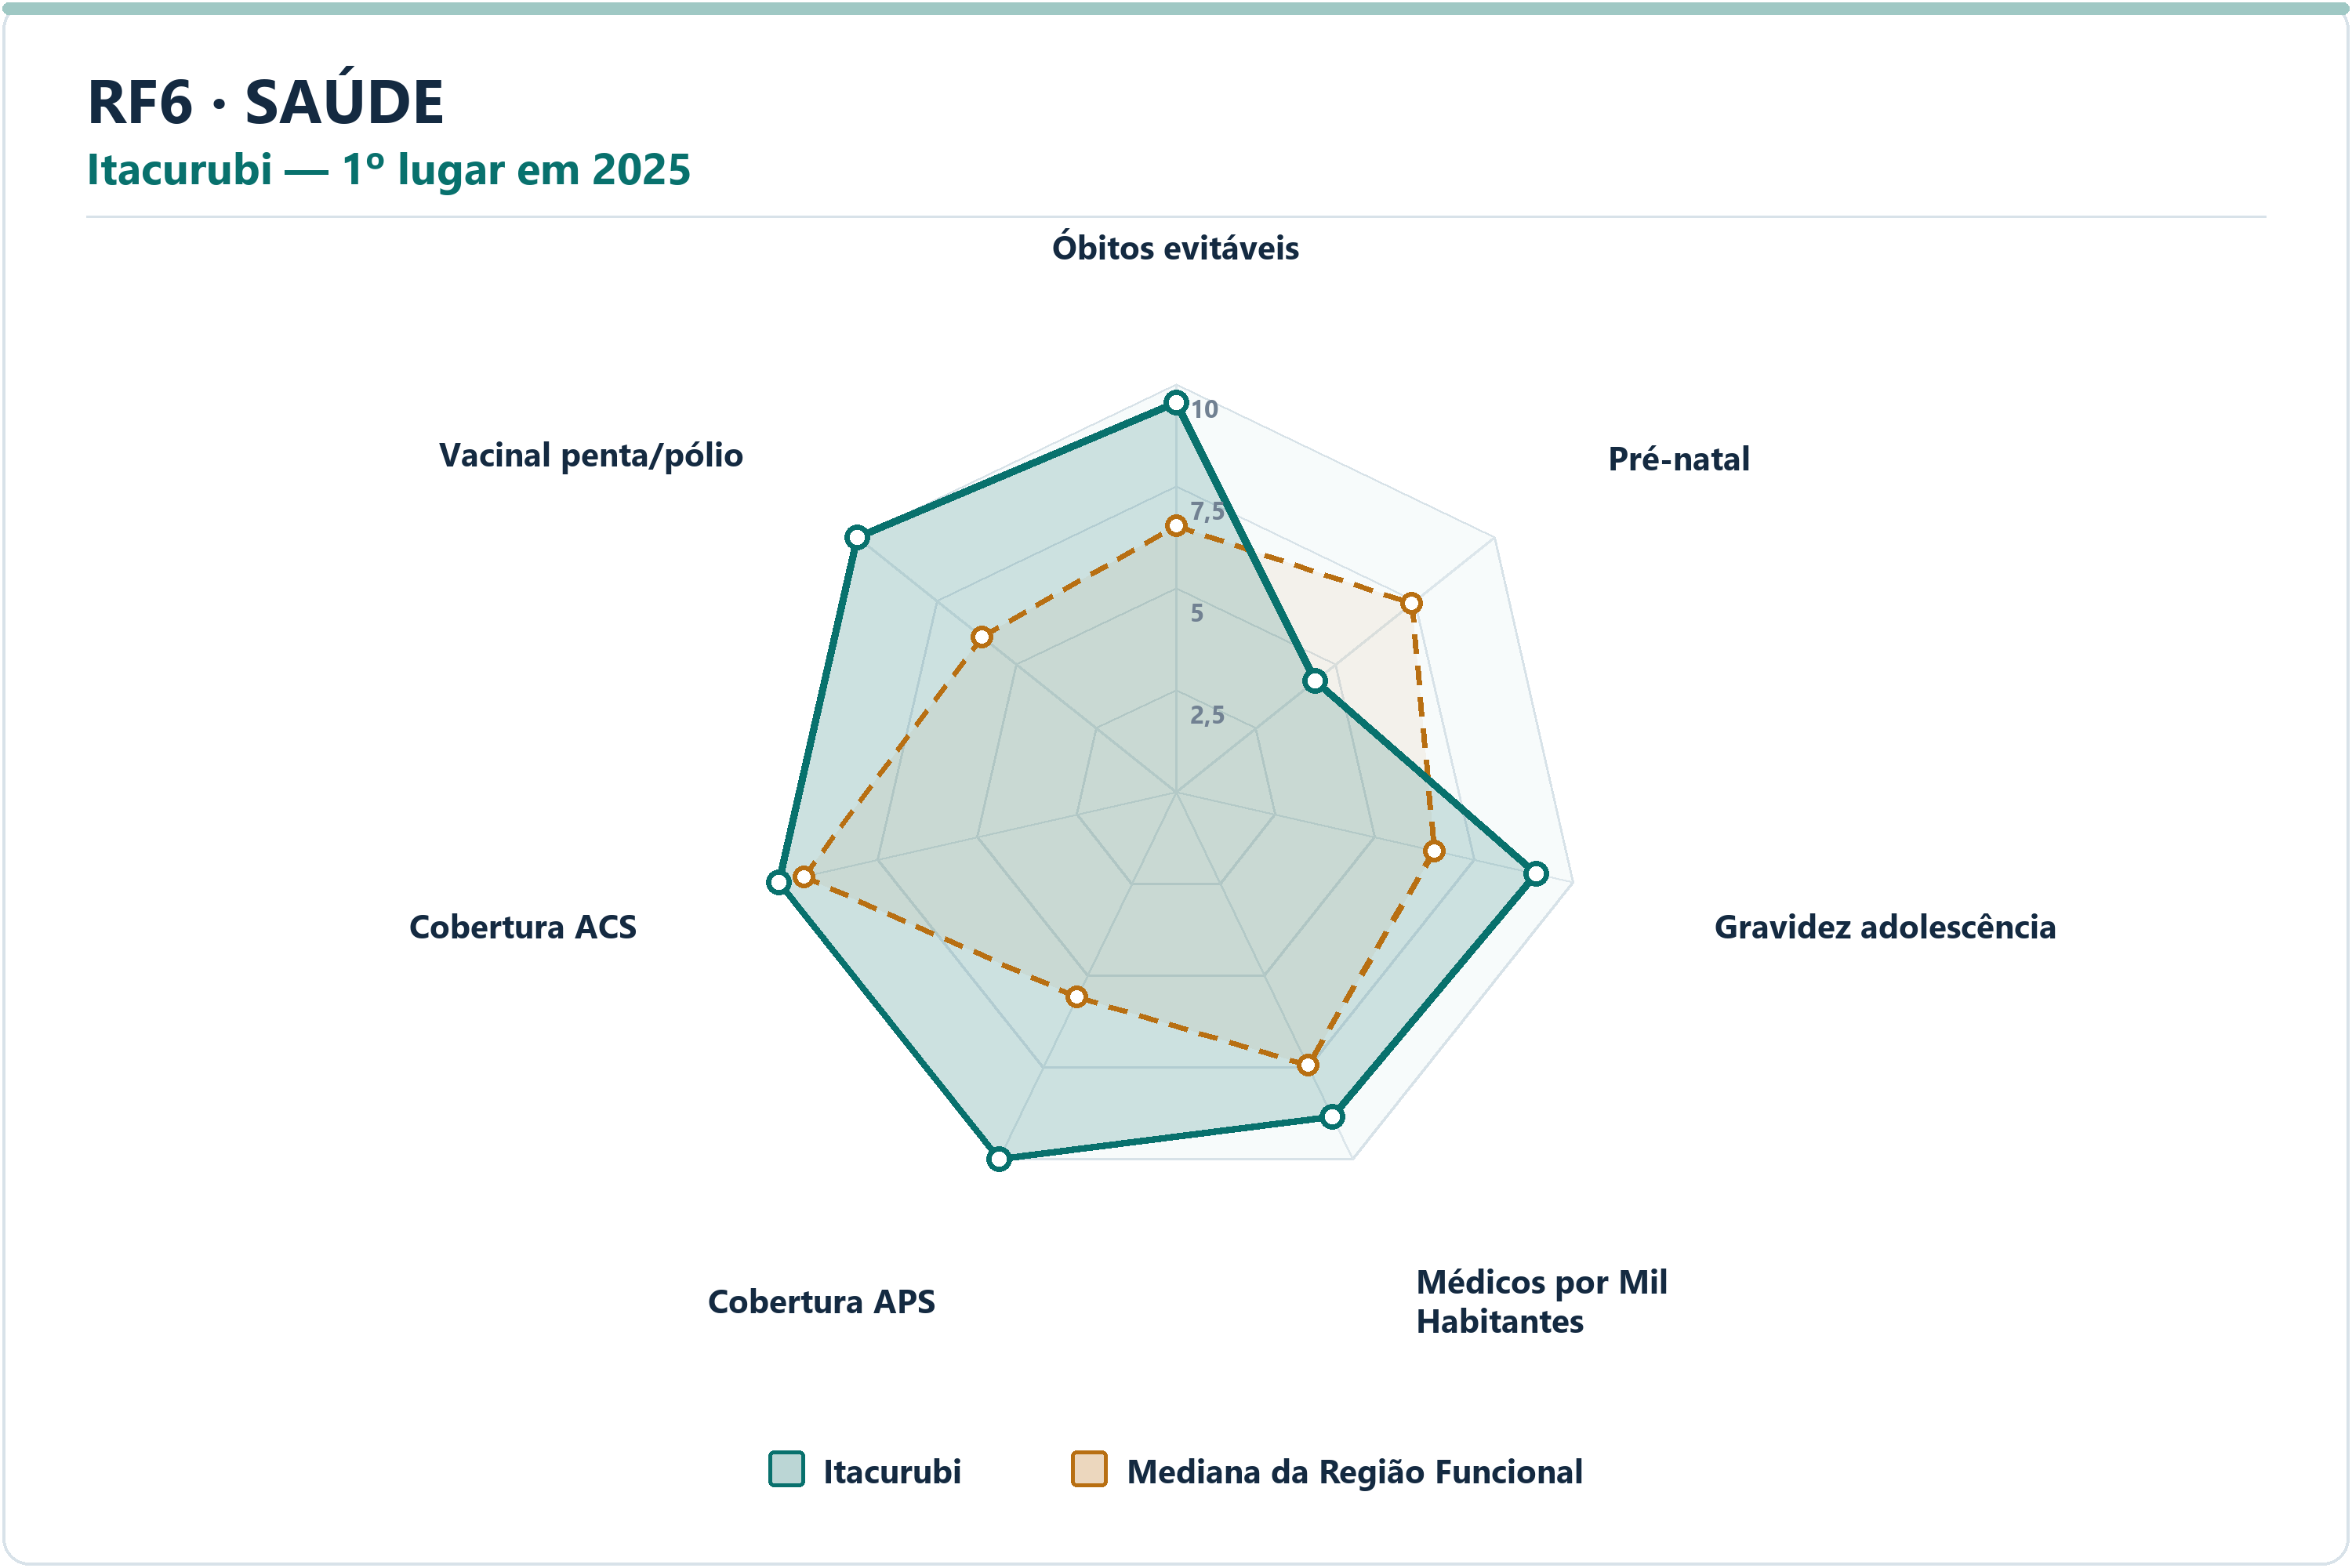 RF6 · SAÚDE
Itacurubi — 1º lugar em 2025
Óbitos evitáveis
Pré-natal
Gravidez adolescência
Médicos por Mil
Habitantes
Cobertura APS
Cobertura ACS
Vacinal penta/pólio
10
7,5
5
2,5
Itacurubi
Mediana da Região Funcional